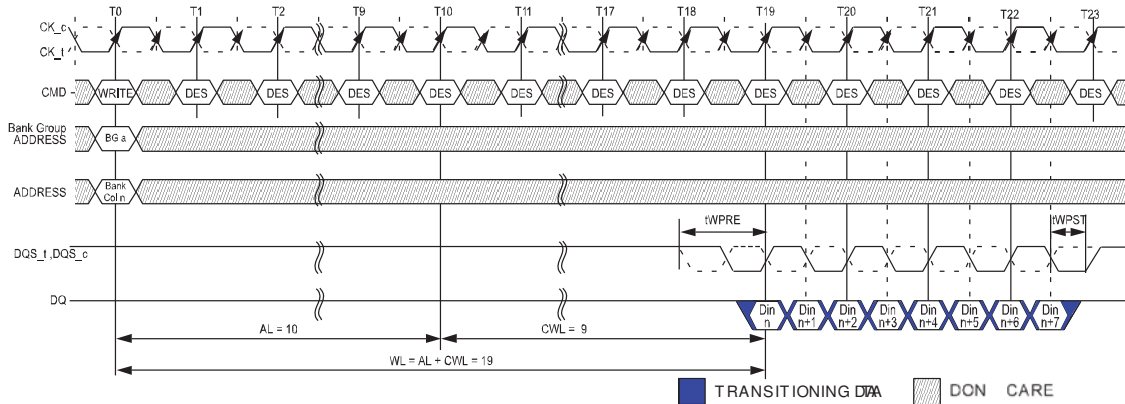 T0 T1 T2 T9 T10 T11 T17 T18 T19 T20 T21 T22 T23
CK_c
CK_t
CMD WRITE DES DES DES DES DES DES DES DES DES DES DES DES
Bank Group
ADDRESS
BG a
ADDRESS
Bank
Col n
tWPRE tWPST
DQS_t ,DQS_c
DQ
Din Din Din Din Din Din Din Din
n n+1 n+2 n+3 n+4 n+5 n+6 n+7
AL = 10 CWL = 9
WL = AL + CWL = 19
TRANSITIONING DATA DON CARE